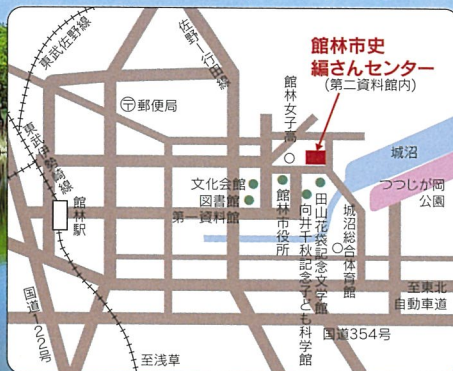 東武佐野線
佐野ー行田線
館林市史
編さんセンター
(第二資料館内)
〒郵便局
館林女子高
東武伊勢崎線
城沼
つつじが岡
公園
文化会館
図書館
第一資料館
館林市役所
向井千秋記念子ども科学館
田山花袋記念文学館
城沼総合体育館
館林駅
至東北
自動車道
国道122号
国道354号
至浅草